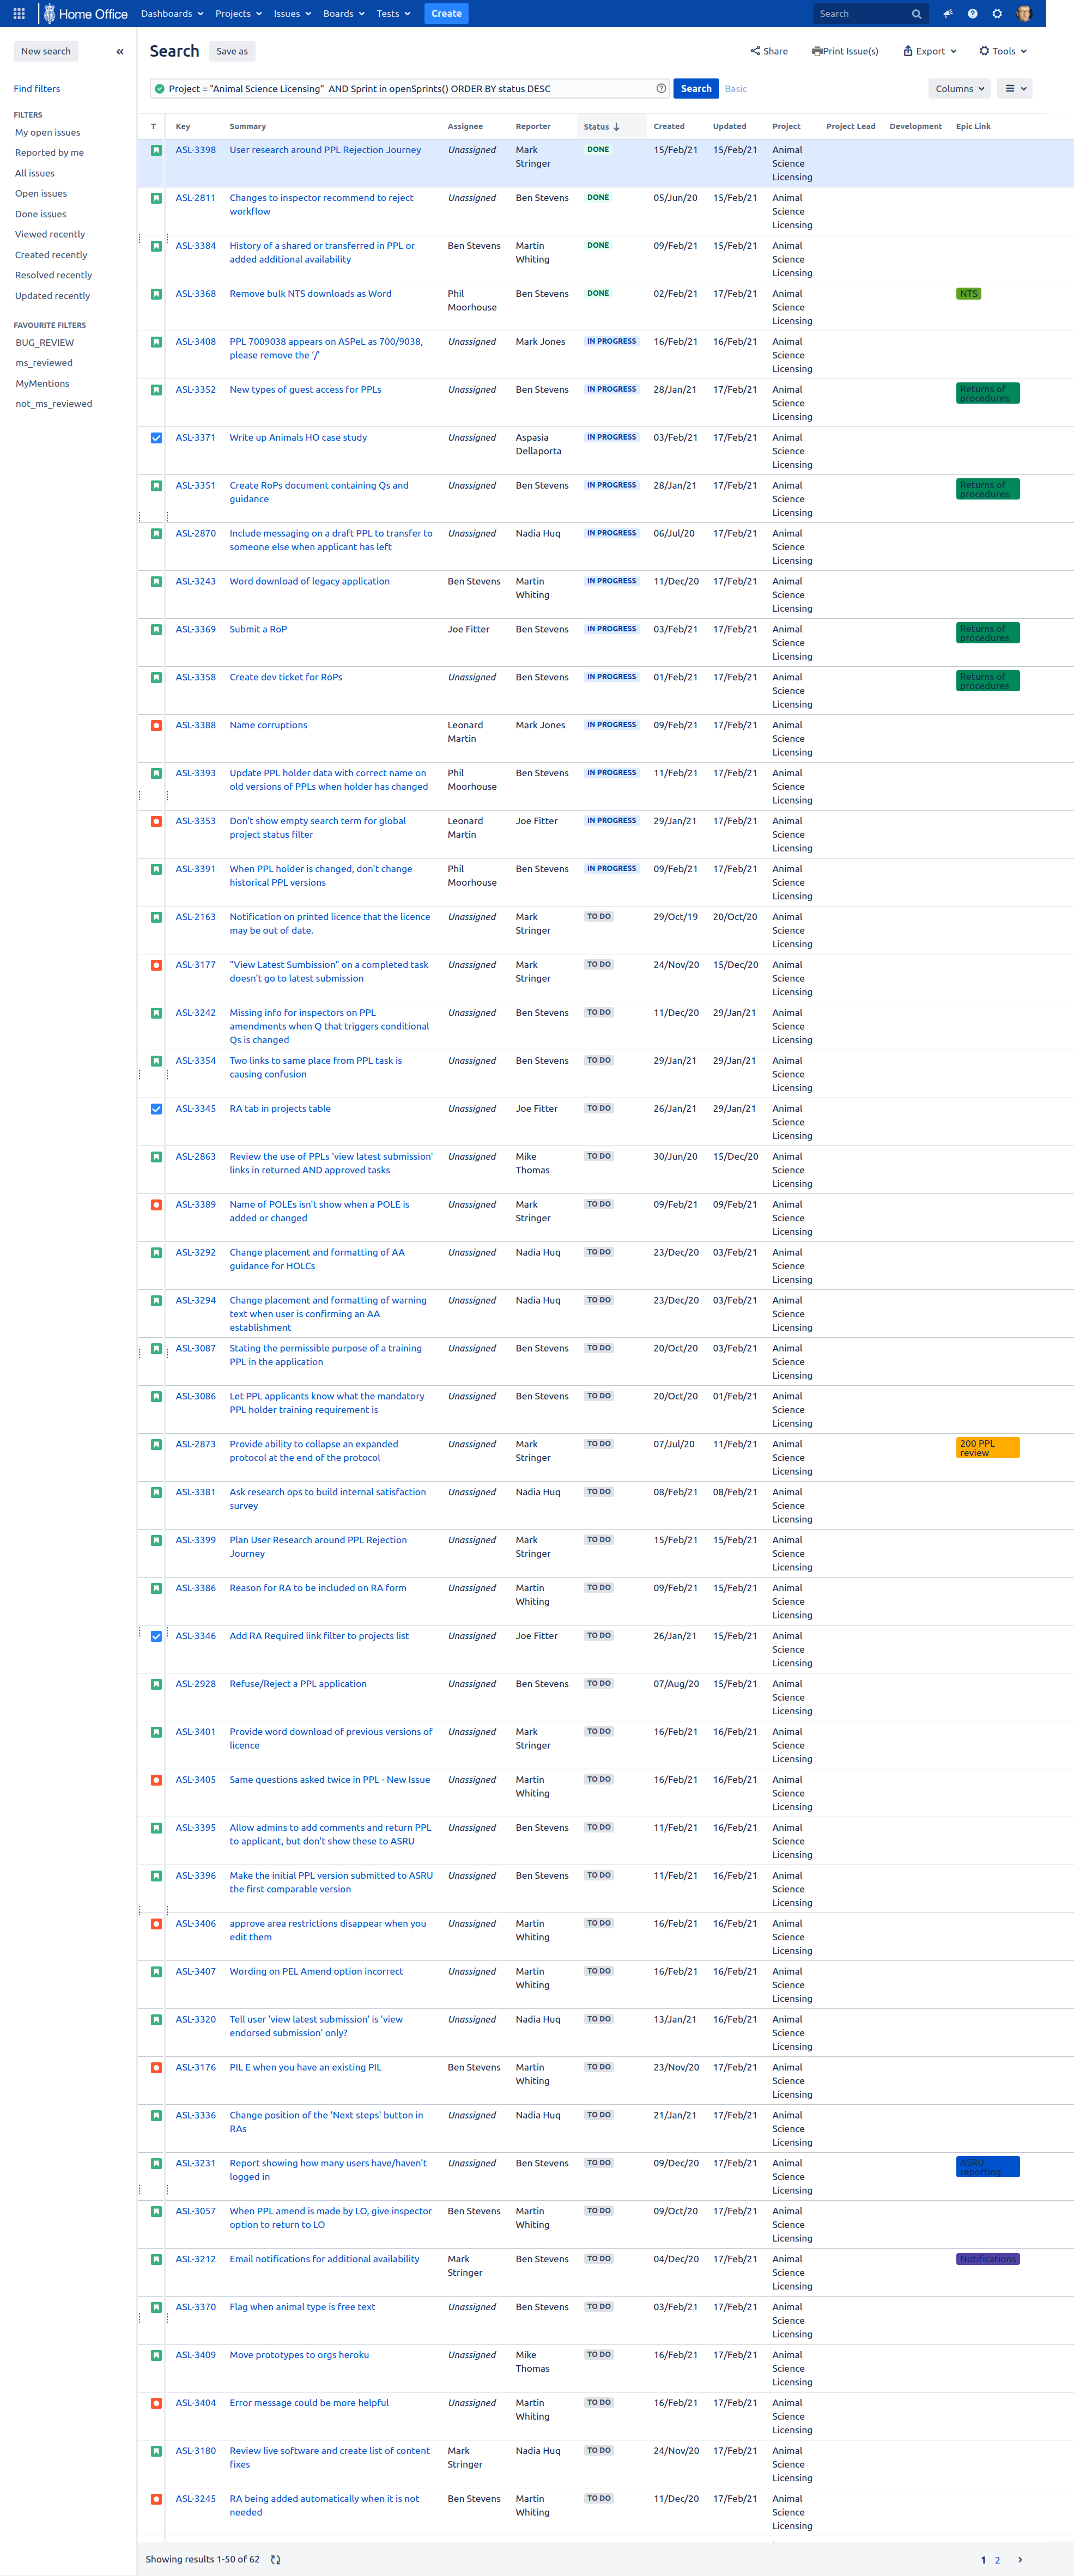 Home Office Dashboards Projects Issues Boards Tests Create Search
New search
Find filters
FILTERS
My open issues
Reported by me
All issues
Open issues
Done issues
Viewed recently
Created recently
Resolved recently
Updated recently
FAVOURITE FILTERS
BUG_REVIEW
ms_reviewed
MyMentions
not_ms_reviewed
Search Save as Share Print Issue(s) Export Tools
Project = "Animal Science Licensing" AND Sprint in openSprints() ORDER BY status DESC Search Basic Columns
T Key Summary Assignee Reporter Status Created Updated Project Project Lead Development Epic Link
ASL-3398 User research around PPL Rejection Journey Unassigned Mark Stringer DONE 15/Feb/21 15/Feb/21 Animal Science Licensing
ASL-2811 Changes to inspector recommend to reject workflow Unassigned Ben Stevens DONE 05/Jun/20 15/Feb/21 Animal Science Licensing
ASL-3384 History of a shared or transferred in PPL or added additional availability Ben Stevens Martin Whiting DONE 09/Feb/21 15/Feb/21 Animal Science Licensing
ASL-3368 Remove bulk NTS downloads as Word Phil Moorhouse Ben Stevens DONE 02/Feb/21 17/Feb/21 Animal Science Licensing NTS
ASL-3408 PPL 7009038 appears on ASPeL as 700/9038, please remove the '/' Unassigned Mark Jones IN PROGRESS 16/Feb/21 16/Feb/21 Animal Science Licensing
ASL-3352 New types of guest access for PPLs Unassigned Ben Stevens IN PROGRESS 28/Jan/21 17/Feb/21 Animal Science Licensing Returns of procedures
ASL-3371 Write up Animals HO case study Unassigned Aspasia Dellaporta IN PROGRESS 03/Feb/21 17/Feb/21 Animal Science Licensing
ASL-3351 Create RoPs document containing Qs and guidance Unassigned Ben Stevens IN PROGRESS 28/Jan/21 17/Feb/21 Animal Science Licensing Returns of procedures
ASL-2870 Include messaging on a draft PPL to transfer to someone else when applicant has left Unassigned Nadia Huq IN PROGRESS 06/Jul/20 17/Feb/21 Animal Science Licensing
ASL-3243 Word download of legacy application Ben Stevens Martin Whiting IN PROGRESS 11/Dec/20 17/Feb/21 Animal Science Licensing
ASL-3369 Submit a RoP Joe Fitter Ben Stevens IN PROGRESS 03/Feb/21 17/Feb/21 Animal Science Licensing Returns of procedures
ASL-3358 Create dev ticket for RoPs Unassigned Ben Stevens IN PROGRESS 01/Feb/21 17/Feb/21 Animal Science Licensing Returns of procedures
ASL-3388 Name corruptions Leonard Martin Mark Jones IN PROGRESS 09/Feb/21 17/Feb/21 Animal Science Licensing
ASL-3393 Update PPL holder data with correct name on old versions of PPLs when holder has changed Phil Moorhouse Ben Stevens IN PROGRESS 11/Feb/21 17/Feb/21 Animal Science Licensing
ASL-3353 Don't show empty search term for global project status filter Leonard Martin Joe Fitter IN PROGRESS 29/Jan/21 17/Feb/21 Animal Science Licensing
ASL-3391 When PPL holder is changed, don't change historical PPL versions Phil Moorhouse Ben Stevens IN PROGRESS 09/Feb/21 17/Feb/21 Animal Science Licensing
ASL-2163 Notification on printed licence that the licence may be out of date. Unassigned Mark Stringer TO DO 29/Oct/19 20/Oct/20 Animal Science Licensing
ASL-3177 "View Latest Sumbission" on a completed task doesn't go to latest submission Unassigned Mark Stringer TO DO 24/Nov/20 15/Dec/20 Animal Science Licensing
ASL-3242 Missing info for inspectors on PPL amendments when Q that triggers conditional Qs is changed Unassigned Ben Stevens TO DO 11/Dec/20 29/Jan/21 Animal Science Licensing
ASL-3354 Two links to same place from PPL task is causing confusion Unassigned Ben Stevens TO DO 29/Jan/21 29/Jan/21 Animal Science Licensing
ASL-3345 RA tab in projects table Unassigned Joe Fitter TO DO 26/Jan/21 29/Jan/21 Animal Science Licensing
ASL-2863 Review the use of PPLs 'view latest submission' links in returned AND approved tasks Unassigned Mike Thomas TO DO 30/Jun/20 15/Dec/20 Animal Science Licensing
ASL-3389 Name of POLEs isn't show when a POLE is added or changed Unassigned Mark Stringer TO DO 09/Feb/21 09/Feb/21 Animal Science Licensing
ASL-3292 Change placement and formatting of AA guidance for HOLCs Unassigned Nadia Huq TO DO 23/Dec/20 03/Feb/21 Animal Science Licensing
ASL-3294 Change placement and formatting of warning text when user is confirming an AA establishment Unassigned Nadia Huq TO DO 23/Dec/20 03/Feb/21 Animal Science Licensing
ASL-3087 Stating the permissible purpose of a training PPL in the application Unassigned Ben Stevens TO DO 20/Oct/20 03/Feb/21 Animal Science Licensing
ASL-3086 Let PPL applicants know what the mandatory PPL holder training requirement is Unassigned Ben Stevens TO DO 20/Oct/20 01/Feb/21 Animal Science Licensing
ASL-2873 Provide ability to collapse an expanded protocol at the end of the protocol Unassigned Mark Stringer TO DO 07/Jul/20 11/Feb/21 Animal Science Licensing 200 PPL review
ASL-3381 Ask research ops to build internal satisfaction survey Unassigned Nadia Huq TO DO 08/Feb/21 08/Feb/21 Animal Science Licensing
ASL-3399 Plan User Research around PPL Rejection Journey Unassigned Mark Stringer TO DO 15/Feb/21 15/Feb/21 Animal Science Licensing
ASL-3386 Reason for RA to be included on RA form Unassigned Martin Whiting TO DO 09/Feb/21 15/Feb/21 Animal Science Licensing
ASL-3346 Add RA Required link filter to projects list Unassigned Joe Fitter TO DO 26/Jan/21 15/Feb/21 Animal Science Licensing
ASL-2928 Refuse/Reject a PPL application Unassigned Ben Stevens TO DO 07/Aug/20 15/Feb/21 Animal Science Licensing
ASL-3401 Provide word download of previous versions of licence Unassigned Mark Stringer TO DO 16/Feb/21 16/Feb/21 Animal Science Licensing
ASL-3405 Same questions asked twice in PPL - New Issue Unassigned Martin Whiting TO DO 16/Feb/21 16/Feb/21 Animal Science Licensing
ASL-3395 Allow admins to add comments and return PPL to applicant, but don't show these to ASRU Unassigned Ben Stevens TO DO 11/Feb/21 16/Feb/21 Animal Science Licensing
ASL-3396 Make the initial PPL version submitted to ASRU the first comparable version Unassigned Ben Stevens TO DO 11/Feb/21 16/Feb/21 Animal Science Licensing
ASL-3406 approve area restrictions disappear when you edit them Unassigned Martin Whiting TO DO 16/Feb/21 16/Feb/21 Animal Science Licensing
ASL-3407 Wording on PEL Amend option incorrect Unassigned Martin Whiting TO DO 16/Feb/21 16/Feb/21 Animal Science Licensing
ASL-3320 Tell user 'view latest submission' is 'view endorsed submission' only? Unassigned Nadia Huq TO DO 13/Jan/21 16/Feb/21 Animal Science Licensing
ASL-3176 PIL E when you have an existing PIL Ben Stevens Martin Whiting TO DO 23/Nov/20 17/Feb/21 Animal Science Licensing
ASL-3336 Change position of the 'Next steps' button in RAs Unassigned Nadia Huq TO DO 21/Jan/21 17/Feb/21 Animal Science Licensing
ASL-3231 Report showing how many users have/haven't logged in Unassigned Ben Stevens TO DO 09/Dec/20 17/Feb/21 Animal Science Licensing ASRU reporting
ASL-3057 When PPL amend is made by LO, give inspector option to return to LO Ben Stevens Martin Whiting TO DO 09/Oct/20 17/Feb/21 Animal Science Licensing
ASL-3212 Email notifications for additional availability Mark Stringer Ben Stevens TO DO 04/Dec/20 17/Feb/21 Animal Science Licensing Notifications
ASL-3370 Flag when animal type is free text Unassigned Ben Stevens TO DO 03/Feb/21 17/Feb/21 Animal Science Licensing
ASL-3409 Move prototypes to orgs heroku Unassigned Mike Thomas TO DO 16/Feb/21 17/Feb/21 Animal Science Licensing
ASL-3404 Error message could be more helpful Unassigned Martin Whiting TO DO 16/Feb/21 17/Feb/21 Animal Science Licensing
ASL-3180 Review live software and create list of content fixes Mark Stringer Nadia Huq TO DO 24/Nov/20 17/Feb/21 Animal Science Licensing
ASL-3245 RA being added automatically when it is not needed Ben Stevens Martin Whiting TO DO 11/Dec/20 17/Feb/21 Animal Science Licensing
Showing results 1-50 of 62 1 2